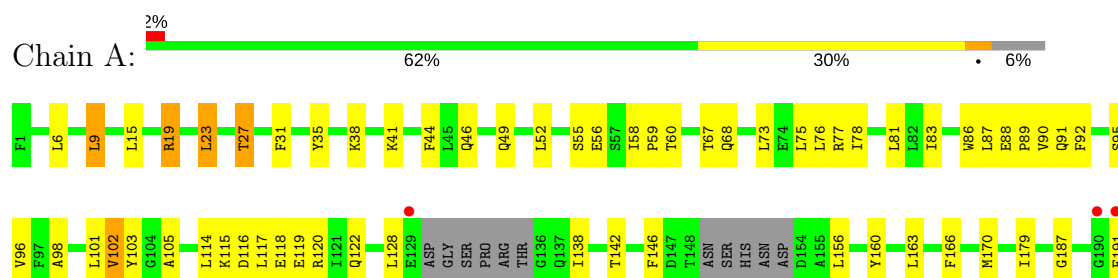 2%
Chain A:
62% 30% • 6%
F1 L6 L9 L15 R19 L23 T27 F31 Y35 K38 K41 F44 L45 Q46 Q49 L52 S55 E56 S57 I58 P59 T60 T67 Q68 L73 E74 L75 L76 R77 I78 L81 L82 I83 W86 L87 E88 P89 V90 Q91 F92 S95
V96 F97 A98 L101 V102 Y103 G104 A105 L114 K115 D116 L117 E118 E119 R120 I121 Q122 L128 E129 ASP GLY SER PRO ARG THR G136 Q137 I138 T142 F146 D147 T148 ASN SER HIS ASN ASP D154 A155 L156 Y160 L163 F166 M170 I179 G187 G190